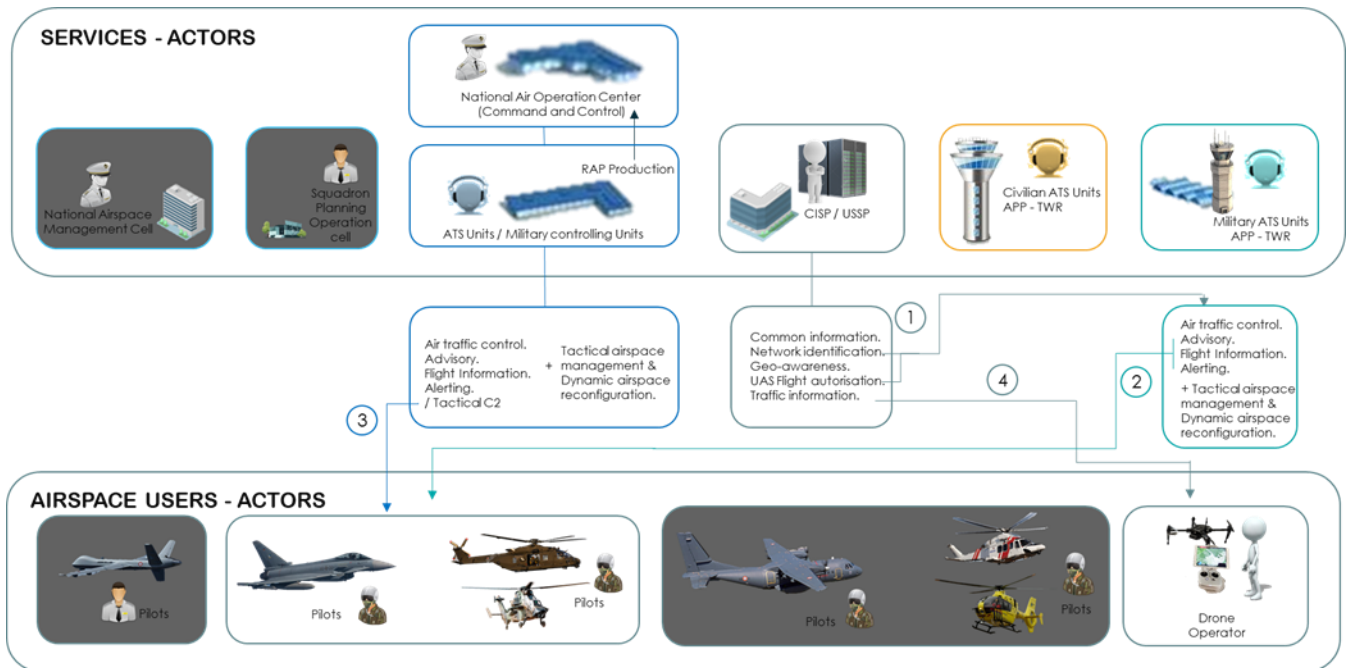 SERVICES - ACTORS
National Air Operation Center
(Command and Control)
National Airspace
Management Cell
Squadron
Planning
Operation
cell
RAP Production
ATS Units / Military controlling Units
CISP / USSP
Civilian ATS Units
APP - TWR
Military ATS Units
APP - TWR
Air traffic control.
Advisory.
Flight Information.
Alerting.
/ Tactical C2
+ Tactical airspace
management &
Dynamic airspace
reconfiguration.
3
Common information.
Network identification.
Geo-awareness.
UAS Flight autorisation.
Traffic information.
1
4
2
Air traffic control.
Advisory.
Flight Information.
Alerting.
+ Tactical airspace
management &
Dynamic airspace
reconfiguration.
AIRSPACE USERS - ACTORS
Pilots
Pilots
Pilots
Pilots
Pilots
Drone
Operator